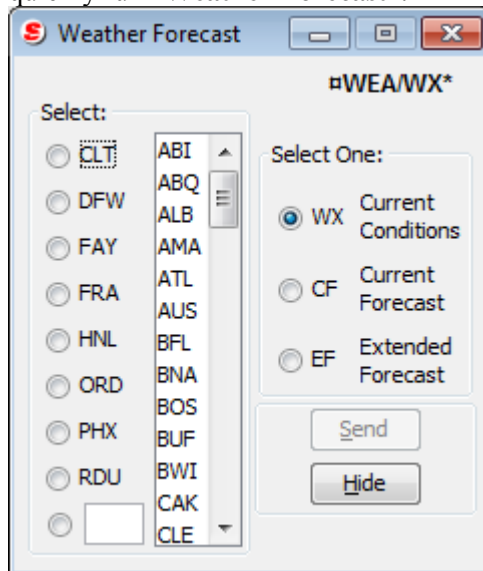 Weather Forecast
¤WEA/WX*
Select:
CLT
DFW
FAY
FRA
HNL
ORD
PHX
RDU
ABI
ABQ
ALB
AMA
ATL
AUS
BFL
BNA
BOS
BUF
BWI
CAK
CLE
Select One:
WX Current
Conditions
CF Current
Forecast
EF Extended
Forecast
Send
Hide